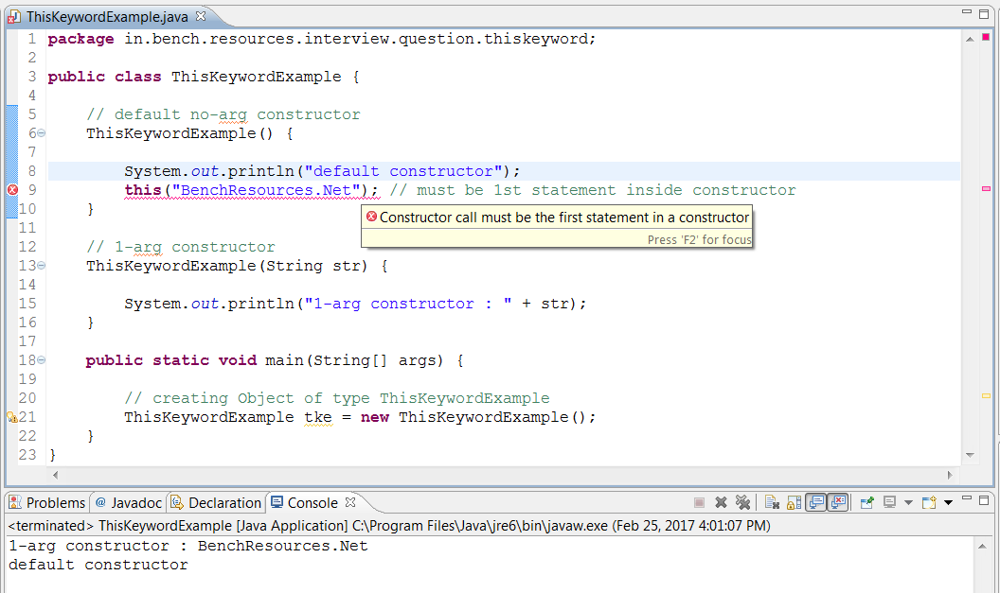 ThisKeywordExample.java
1 package in.bench.resources.interview.question.thiskeyword;
2
3 public class ThisKeywordExample {
4
5 // default no-arg constructor
6 ThisKeywordExample() {
7
8 System.out.println("default constructor");
9 this("BenchResources.Net"); // must be 1st statement inside constructor
10 }
Constructor call must be the first statement in a constructor
Press 'F2' for focus
11
12 // 1-arg constructor
13 ThisKeywordExample(String str) {
14
15 System.out.println("1-arg constructor : " + str);
16 }
17
18 public static void main(String[] args) {
19
20 // creating Object of type ThisKeywordExample
21 ThisKeywordExample tke = new ThisKeywordExample();
22 }
23 }
Problems @ Javadoc Declaration Console
<terminated> ThisKeywordExample [Java Application] C:\Program Files\Java\jre6\bin\javaw.exe (Feb 25, 2017 4:01:07 PM)
1-arg constructor : BenchResources.Net
default constructor